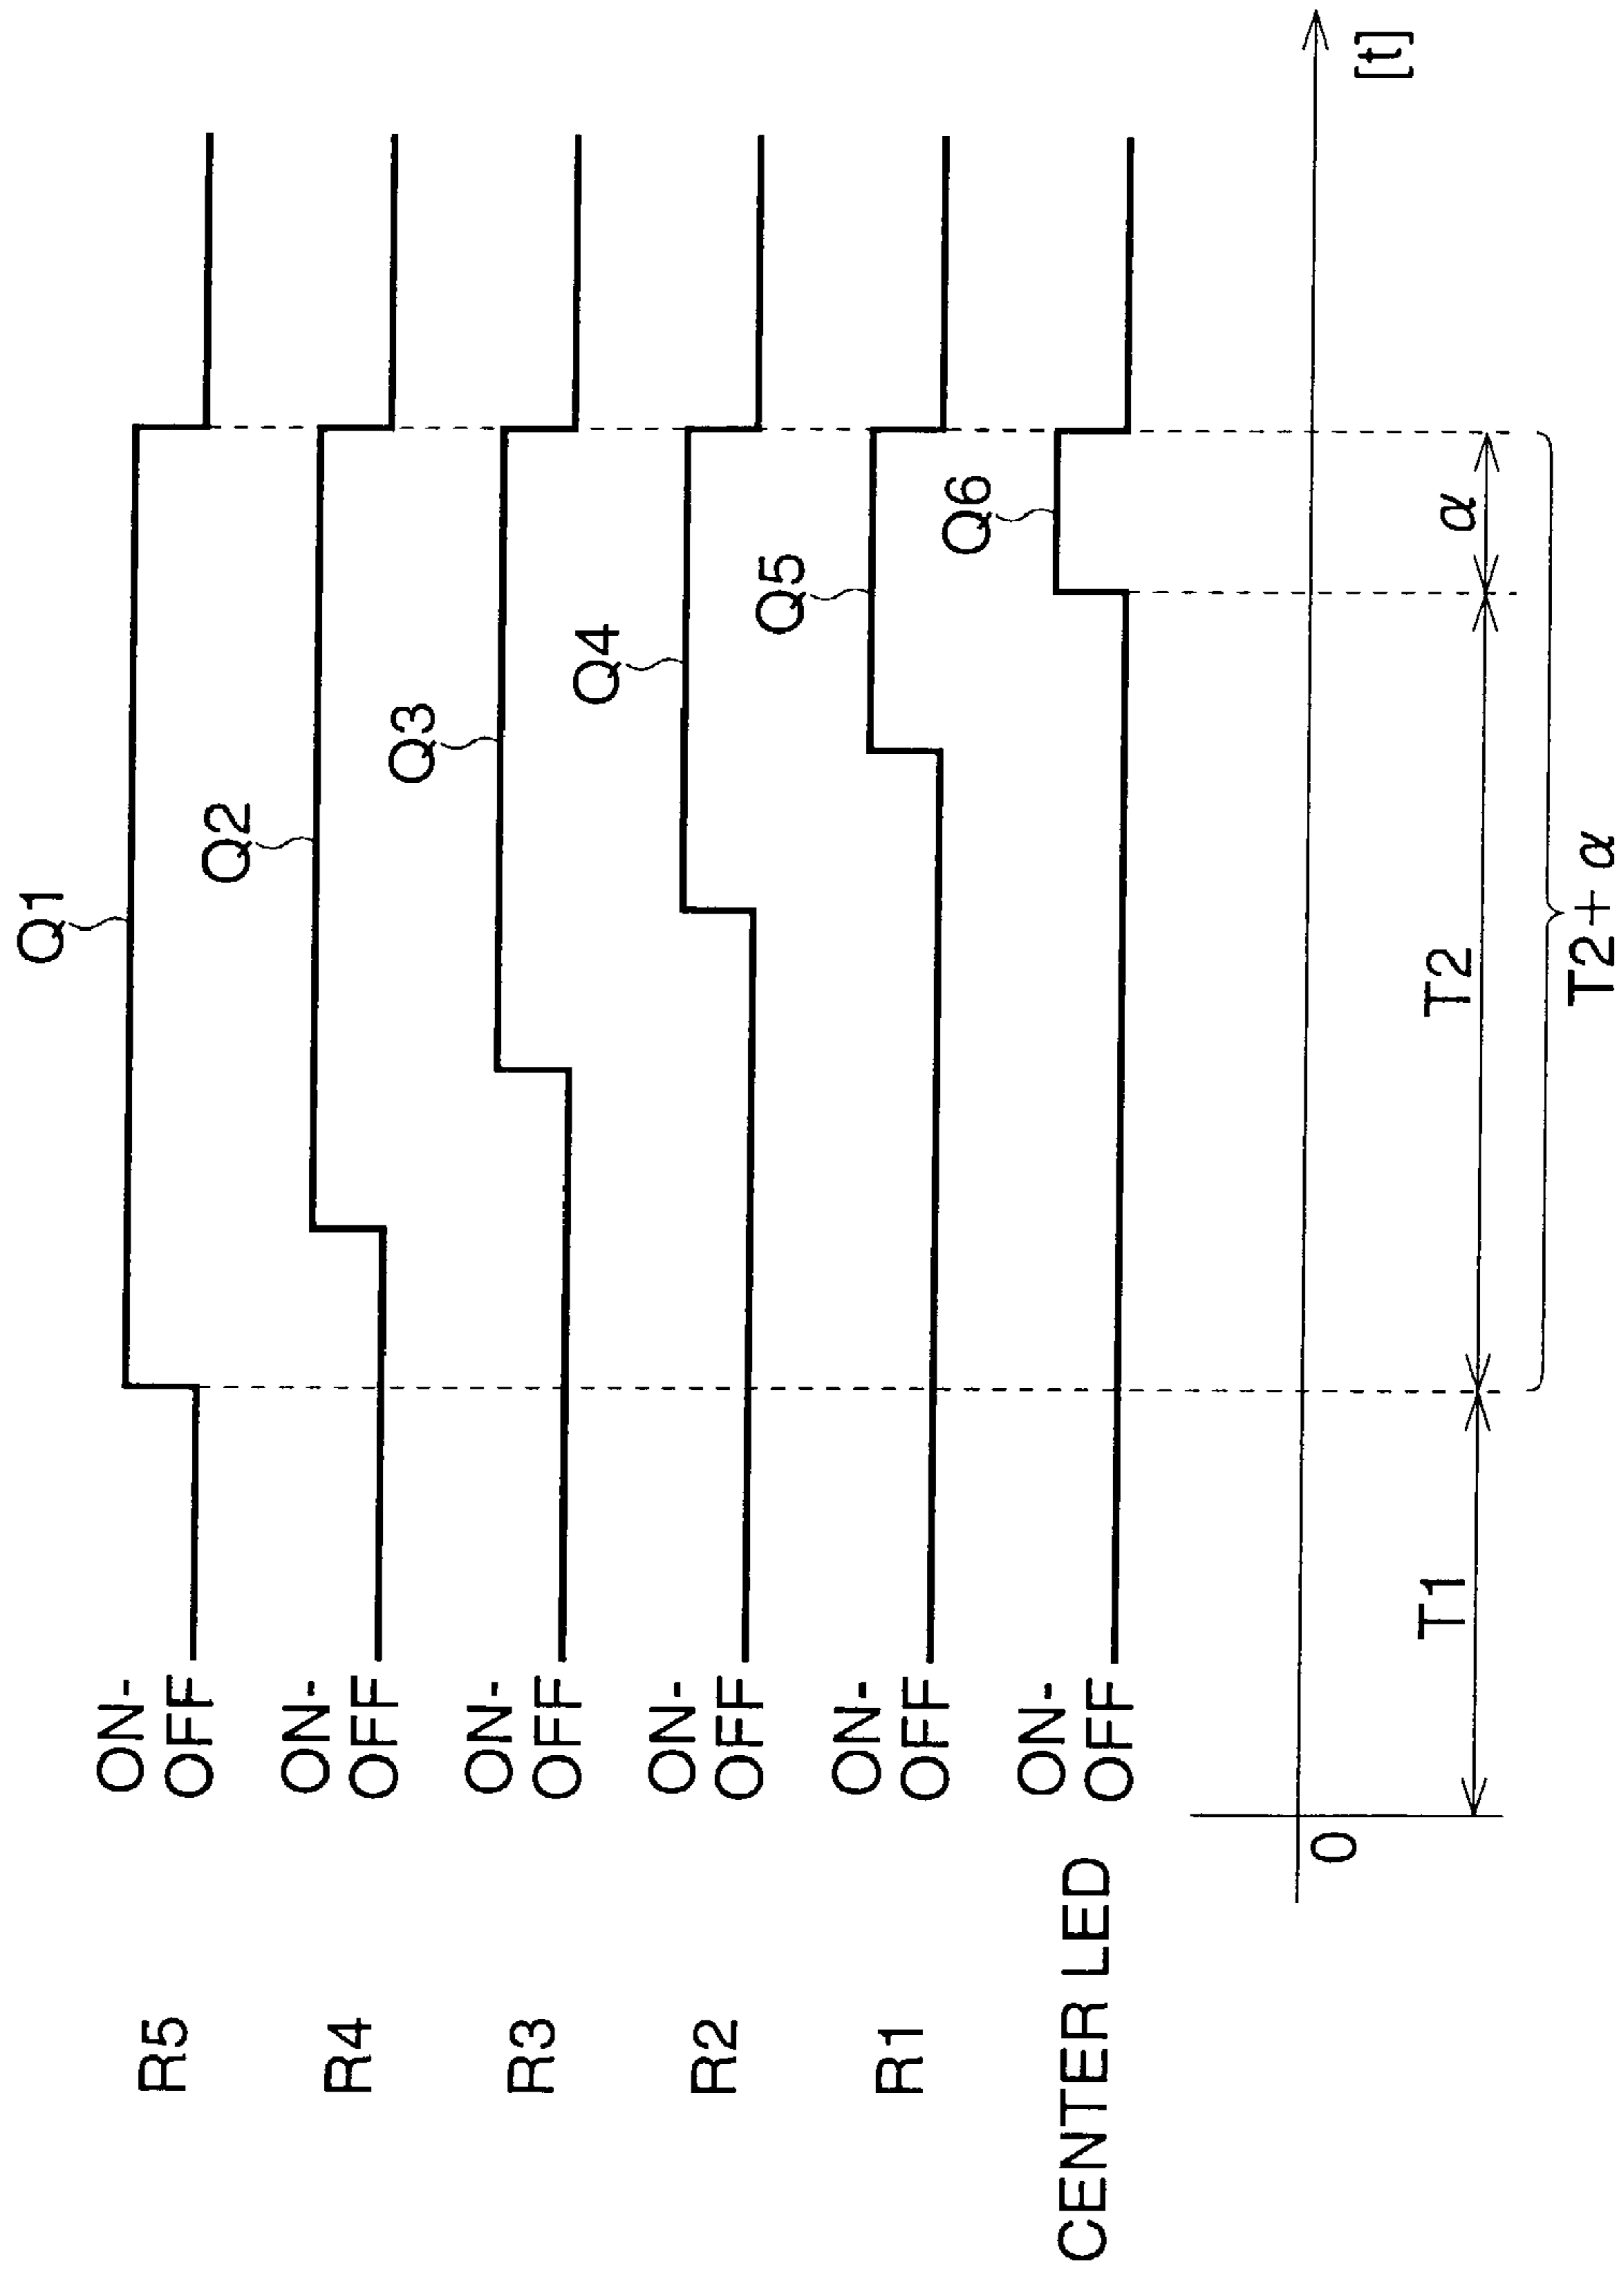 Q1
R5 ON-
OFF
Q2
R4 ON-
OFF
Q3
R3 ON-
OFF
Q4
R2 ON-
OFF
Q5
R1 ON-
OFF
Q6
CENTER LED ON-
OFF
0
[t]
T1
T2
α
T2+α